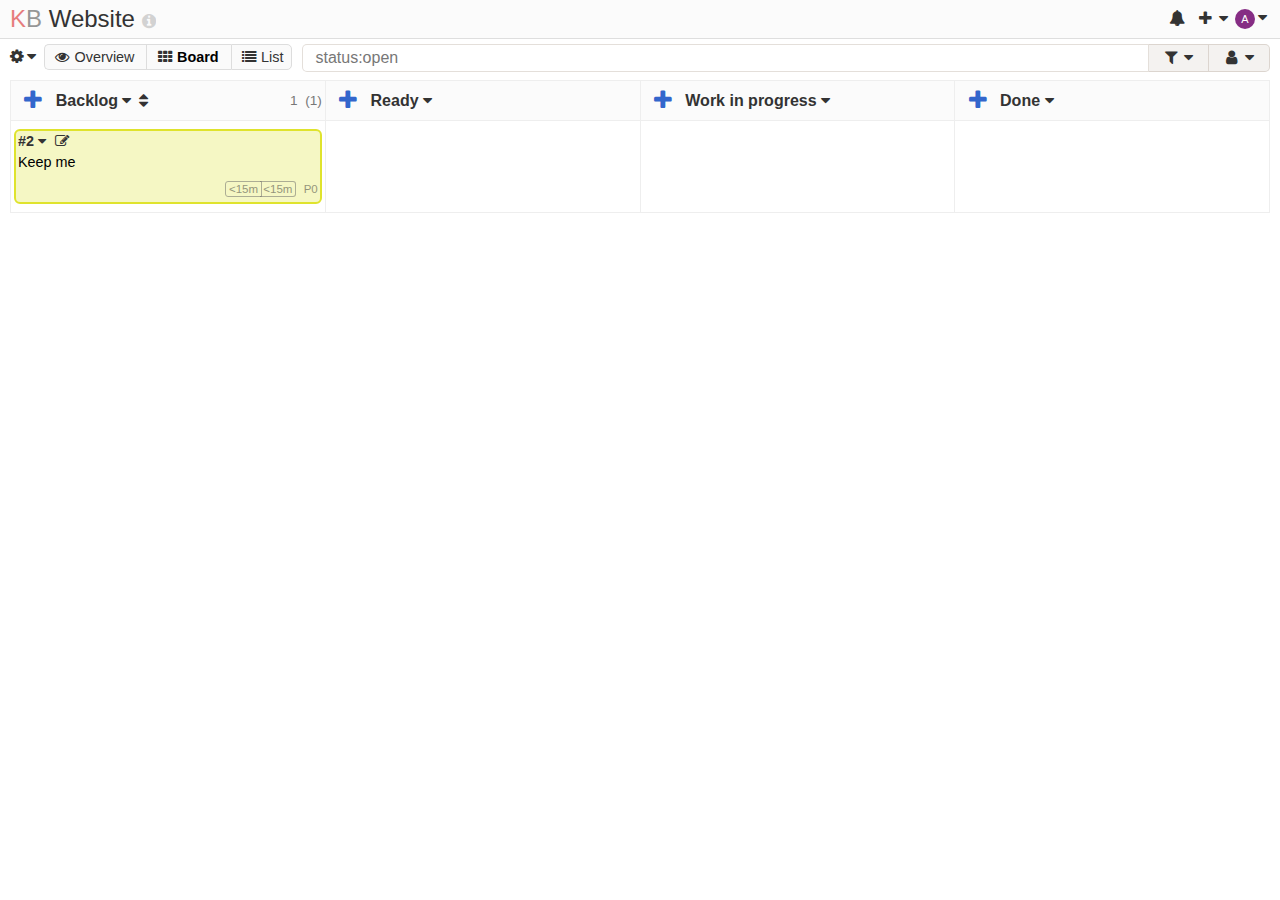 KB Website
A
Overview Board List status:open
Backlog 1 (1) Ready Work in progress Done
#2
Keep me
<15m <15m P0